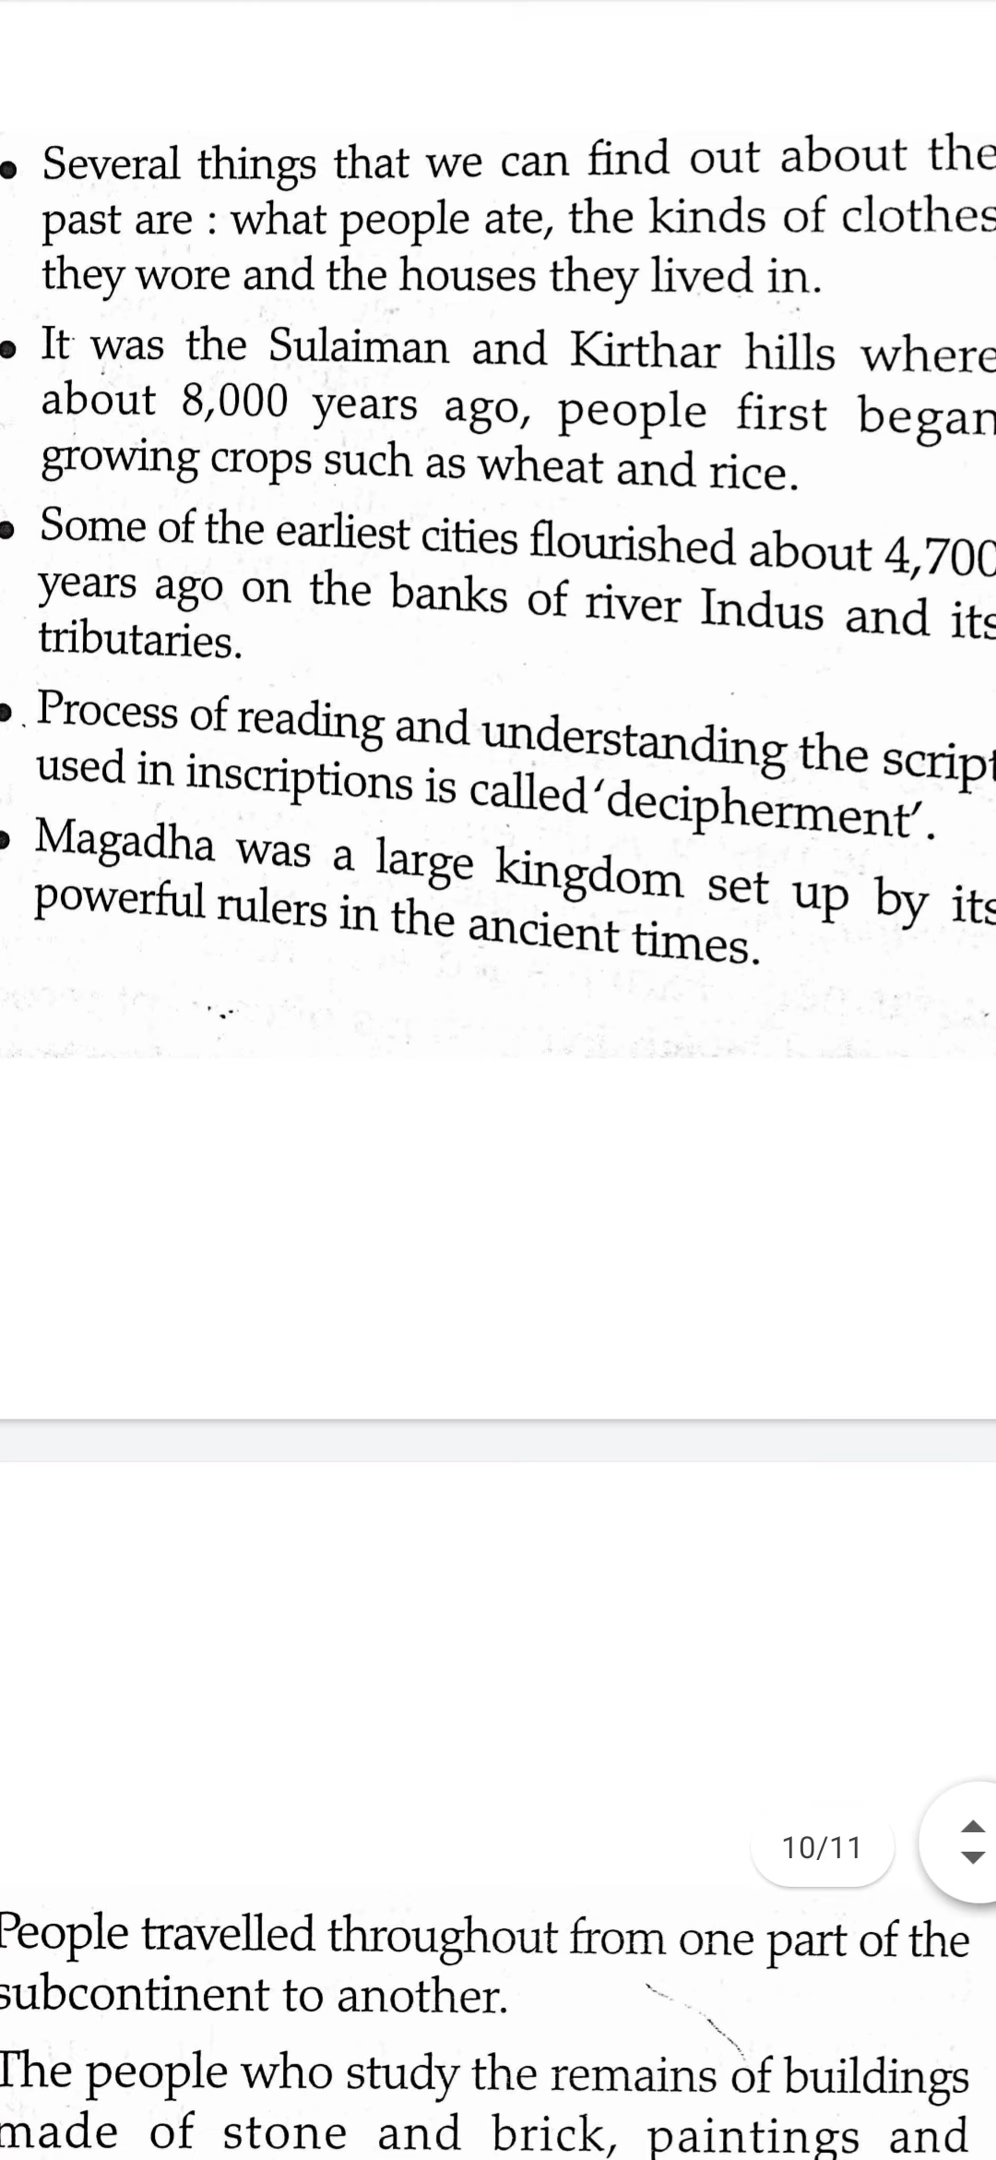 • Several things that we can find out about the
past are : what people ate, the kinds of clothes
they wore and the houses they lived in.
• It was the Sulaiman and Kirthar hills where
about 8,000 years ago, people first began
growing crops such as wheat and rice.
• Some of the earliest cities flourished about 4,700
years ago on the banks of river Indus and its
tributaries.
• Process of reading and understanding the script
used in inscriptions is called 'decipherment'.
• Magadha was a large kingdom set up by its
powerful rulers in the ancient times.
10/11
People travelled throughout from one part of the
subcontinent to another.
The people who study the remains of buildings
made of stone and brick, paintings and